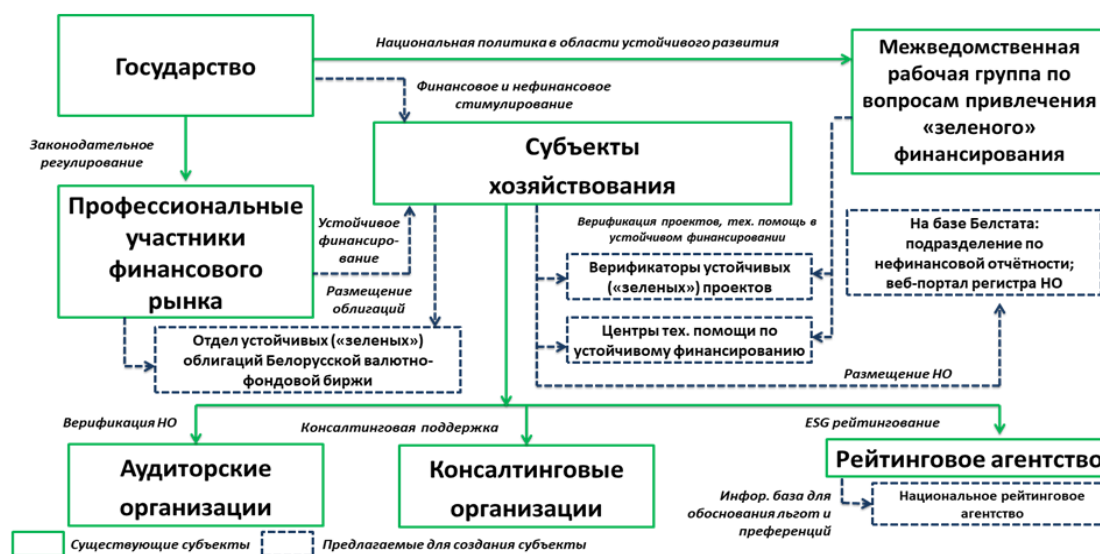 Государство
Национальная политика в области устойчивого развития
Межведомственная
рабочая группа по
вопросам привлечения
«зеленого»
финансирования
Финансовое и нефинансовое
стимулирование
Законодательное
регулирование
Субъекты
хозяйствования
Профессиональные
участники
финансового
рынка
Устойчивое
финансиро-
вание
Размещение
облигаций
Верификация проектов, тех. помощь в
устойчивом финансировании
Верификаторы устойчивых
(«зеленых») проектов
Центры тех. помощи по
устойчивому финансированию
На базе Белстата:
подразделение по
нефинансовой отчётности;
веб-портал регистра НО
Отдел устойчивых («зеленых»)
облигаций Белорусской валютно-
фондовой биржи
Размещение НО
Верификация НО
Консалтинговая поддержка
ESG рейтингование
Аудиторские
организации
Консалтинговые
организации
Рейтинговое агентство
Инфор. база для
обоснования льгот и
преференций
Национальное рейтинговое
агентство
Существующие субъекты
Предлагаемые для создания субъекты